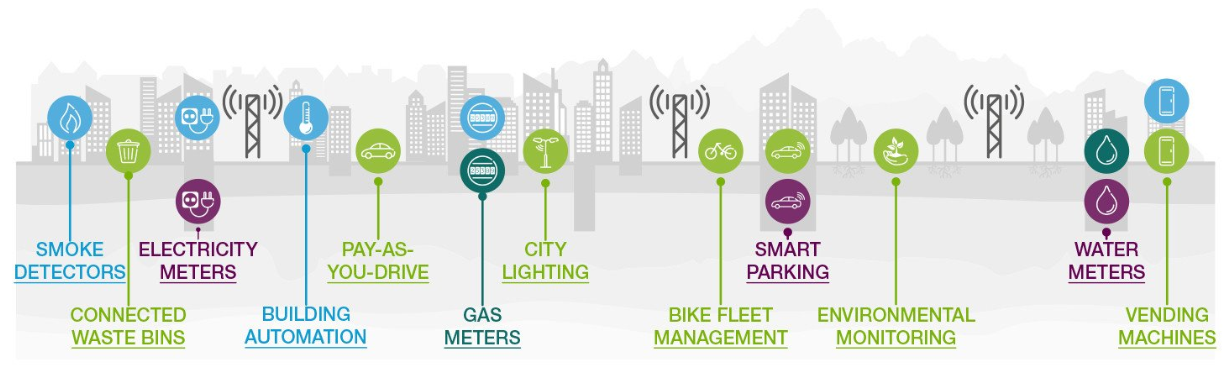 SMOKE
DETECTORS
ELECTRICITY
METERS
PAY-AS-
YOU-DRIVE
CITY
LIGHTING
SMART
PARKING
WATER
METERS
CONNECTED
WASTE BINS
BUILDING
AUTOMATION
GAS
METERS
BIKE FLEET
MANAGEMENT
ENVIRONMENTAL
MONITORING
VENDING
MACHINES